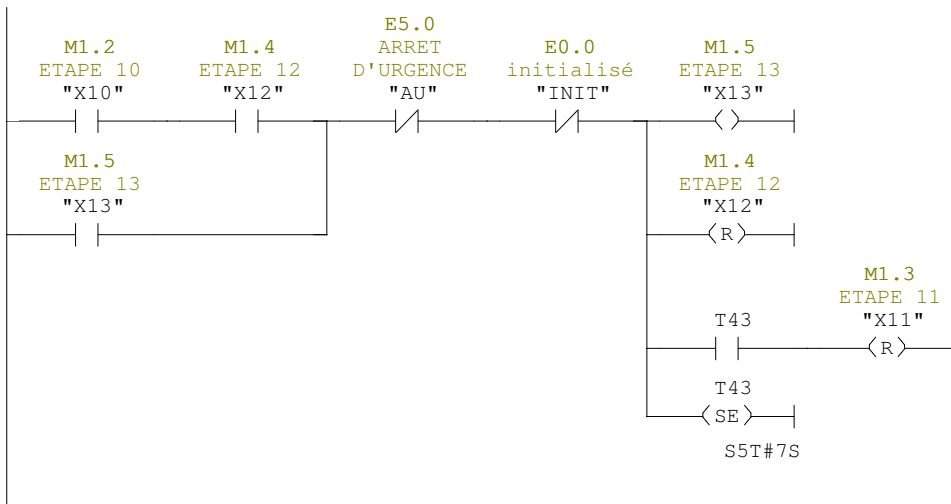 E5.0
M1.2 M1.4 ARRET E0.0 M1.5
ETAPE 10 ETAPE 12 D'URGENCE initialisé ETAPE 13
"X10" "X12" "AU" "INIT" "X13"
M1.5 M1.4
ETAPE 13 ETAPE 12
"X13" "X12"
R
M1.3
ETAPE 11
T43 "X11"
R
T43
SE
S5T#7S